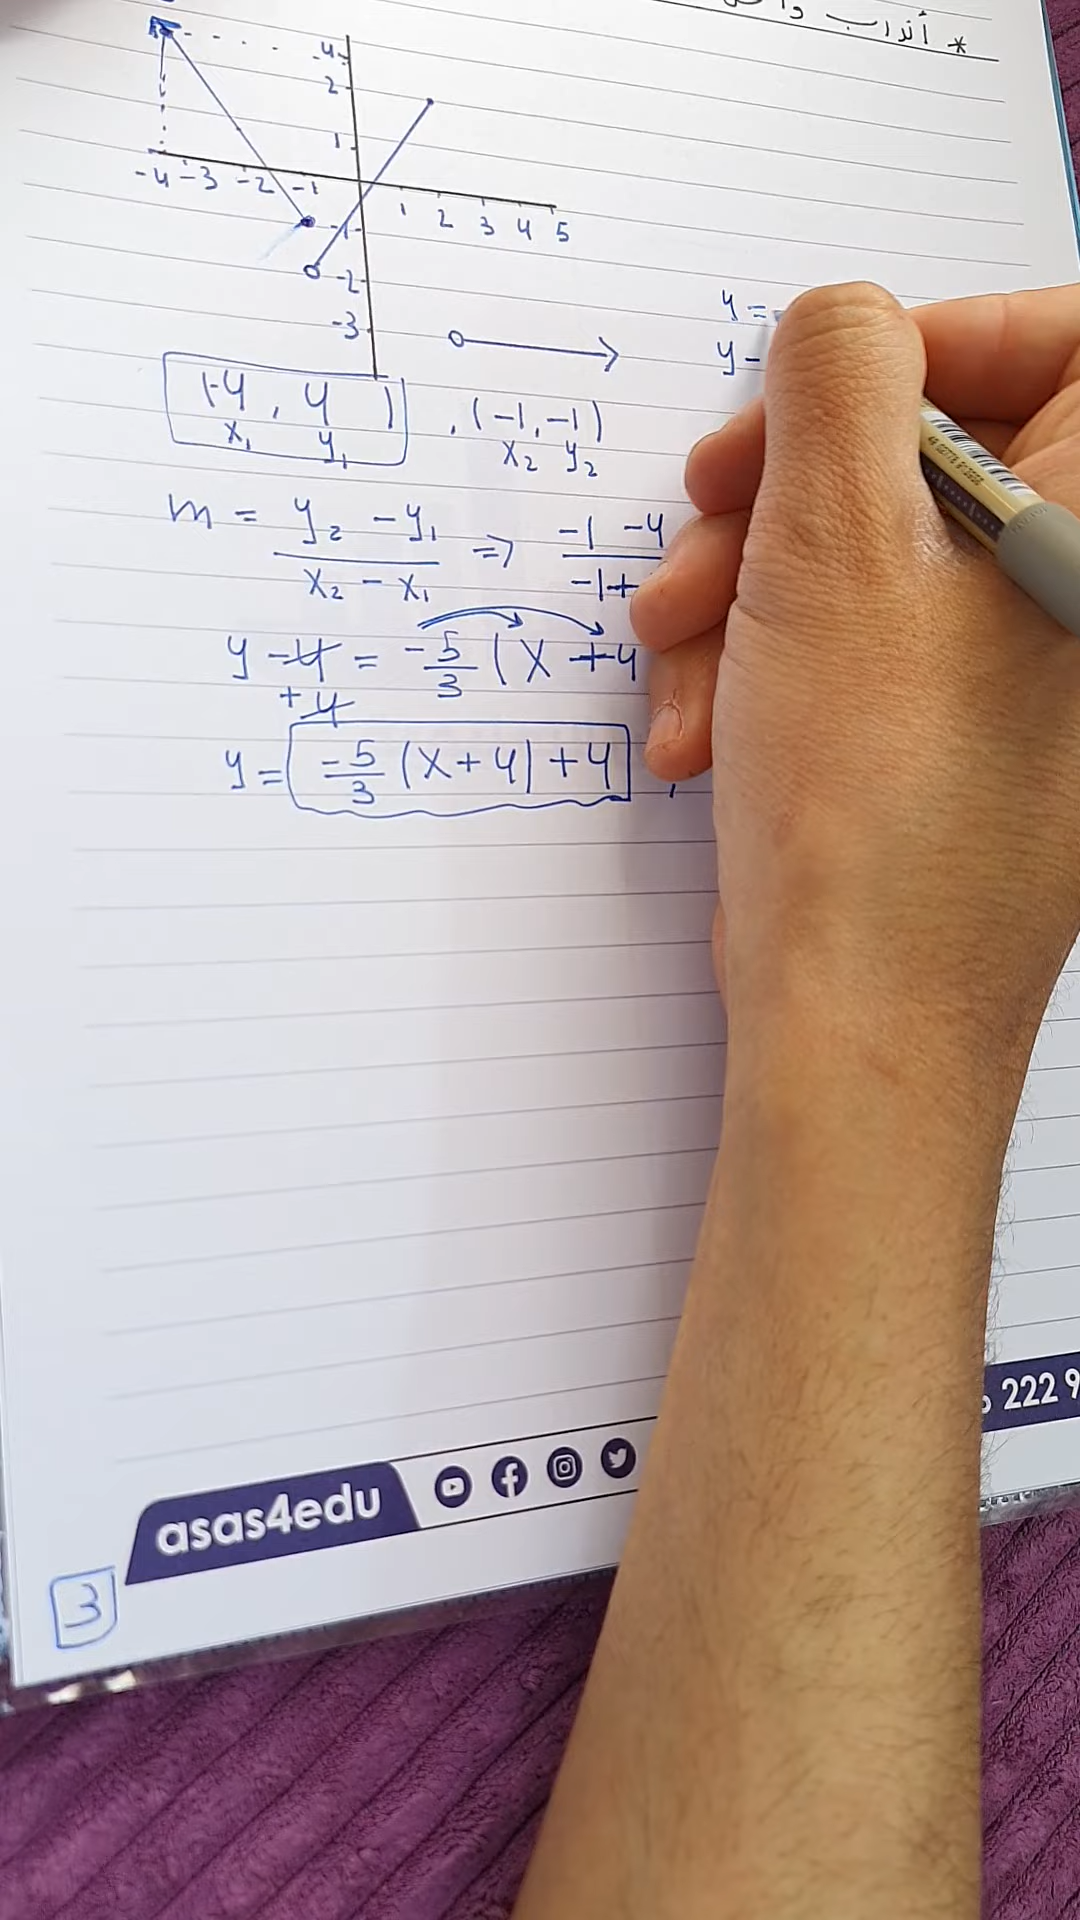 * أتدرب
-4
2
1
-4 -3 -2 -1
1 2 3 4 5
-1
-2
-3
y =
y -
(-4 , 4) , (-1, -1)
x₁ y₁ x₂ y₂
m = y₂ - y₁ / x₂ - x₁ => -1 -4 / -1+
y -4 = -5/3 (x +4
+4
y = -5/3 (x+4) +4
222 9
asas4edu
3